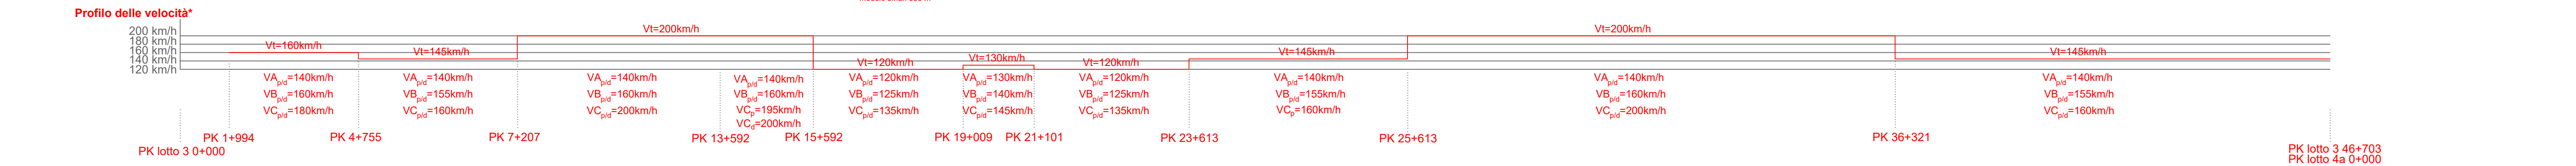 Profilo delle velocità*
200 km/h
180 km/h
160 km/h
140 km/h
120 km/h
Vt=160km/h
Vt=145km/h
Vt=200km/h
Vt=120km/h
Vt=130km/h
Vt=120km/h
Vt=145km/h
Vt=200km/h
Vt=145km/h
VAp/d=140km/h
VBp/d=160km/h
VCp/d=180km/h
VAp/d=140km/h
VBp/d=155km/h
VCp/d=160km/h
VAp/d=140km/h
VBp/d=160km/h
VCp/d=200km/h
VAp/d=140km/h
VBp/d=160km/h
VCp=195km/h
VCd=200km/h
VAp/d=120km/h
VBp/d=125km/h
VCp/d=135km/h
VAp/d=130km/h
VBp/d=140km/h
VCp/d=145km/h
VAp/d=120km/h
VBp/d=125km/h
VCp/d=135km/h
VAp/d=140km/h
VBp/d=155km/h
VCp=160km/h
VAp/d=140km/h
VBp/d=160km/h
VCp/d=200km/h
VAp/d=140km/h
VBp/d=155km/h
VCp/d=160km/h
PK lotto 3 0+000
PK 1+994
PK 4+755
PK 7+207
PK 13+592
PK 15+592
PK 19+009
PK 21+101
PK 23+613
PK 25+613
PK 36+321
PK lotto 3 46+703
PK lotto 4a 0+000